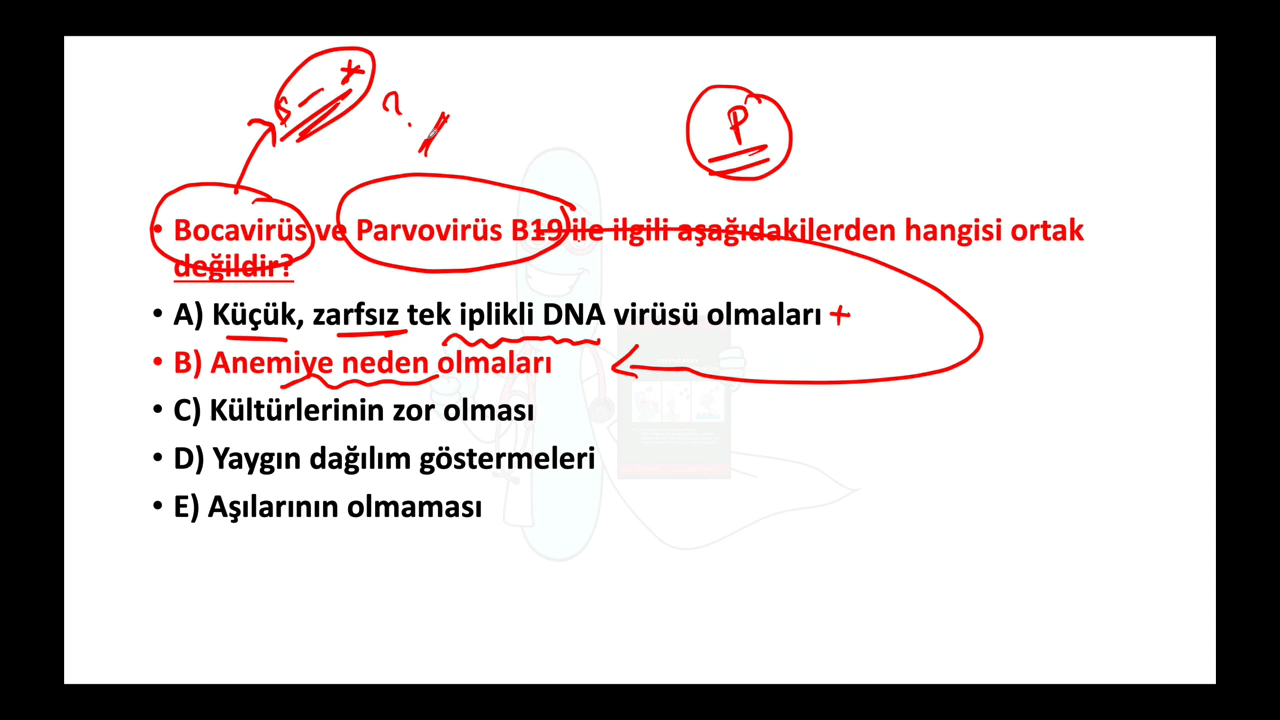 S - +
?
P
• Bocavirüs ve Parvovirüs B19 ile ilgili aşağıdakilerden hangisi ortak
değildir?
• A) Küçük, zarfsız tek iplikli DNA virüsü olmaları +
• B) Anemiye neden olmaları
• C) Kültürlerinin zor olması
• D) Yaygın dağılım göstermeleri
• E) Aşılarının olmaması